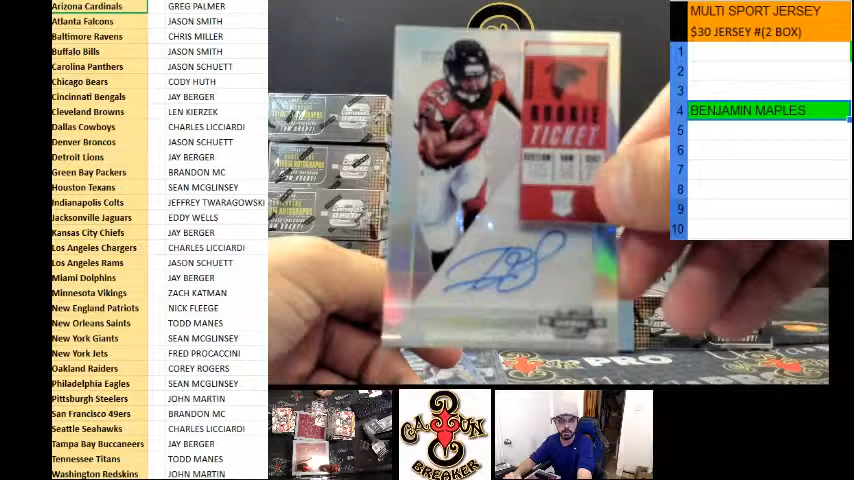 Arizona Cardinals GREG PALMER
Atlanta Falcons JASON SMITH
Baltimore Ravens CHRIS MILLER
Buffalo Bills JASON SMITH
Carolina Panthers JASON SCHUETT
Chicago Bears CODY HUTH
Cincinnati Bengals JAY BERGER
Cleveland Browns LEN KIERZEK
Dallas Cowboys CHARLES LICCIARDI
Denver Broncos JASON SCHUETT
Detroit Lions JAY BERGER
Green Bay Packers BRANDON MC
Houston Texans SEAN MCGLINSEY
Indianapolis Colts JEFFREY TWARAGOWSKI
Jacksonville Jaguars EDDY WELLS
Kansas City Chiefs JAY BERGER
Los Angeles Chargers CHARLES LICCIARDI
Los Angeles Rams JASON SCHUETT
Miami Dolphins JAY BERGER
Minnesota Vikings ZACH KATMAN
New England Patriots NICK FLEEGE
New Orleans Saints TODD MANES
New York Giants SEAN MCGLINSEY
New York Jets FRED PROCACCINI
Oakland Raiders COREY ROGERS
Philadelphia Eagles SEAN MCGLINSEY
Pittsburgh Steelers JOHN MARTIN
San Francisco 49ers BRANDON MC
Seattle Seahawks CHARLES LICCIARDI
Tampa Bay Buccaneers JAY BERGER
Tennessee Titans TODD MANES
Washington Redskins JOHN MARTIN
ROOKIE
TICKET
PRO
CAJUN
BREAKER
MULTI SPORT JERSEY
$30 JERSEY #(2 BOX)
1
2
3
4 BENJAMIN MAPLES
5
6
7
8
9
10